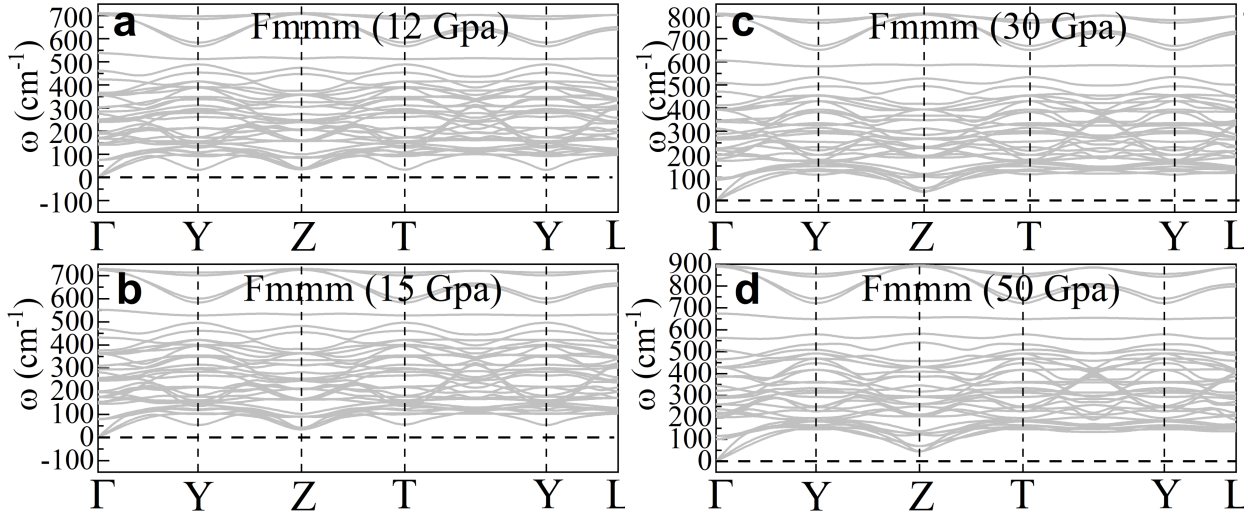 a
Fmmm (12 Gpa)
ω (cm⁻¹)
700
600
500
400
300
200
100
0
-100
Γ Y Z T Y L
c
Fmmm (30 Gpa)
ω (cm⁻¹)
800
700
600
500
400
300
200
100
0
Γ Y Z T Y L
b
Fmmm (15 Gpa)
ω (cm⁻¹)
700
600
500
400
300
200
100
0
-100
Γ Y Z T Y L
d
Fmmm (50 Gpa)
ω (cm⁻¹)
900
800
700
600
500
400
300
200
100
0
Γ Y Z T Y L